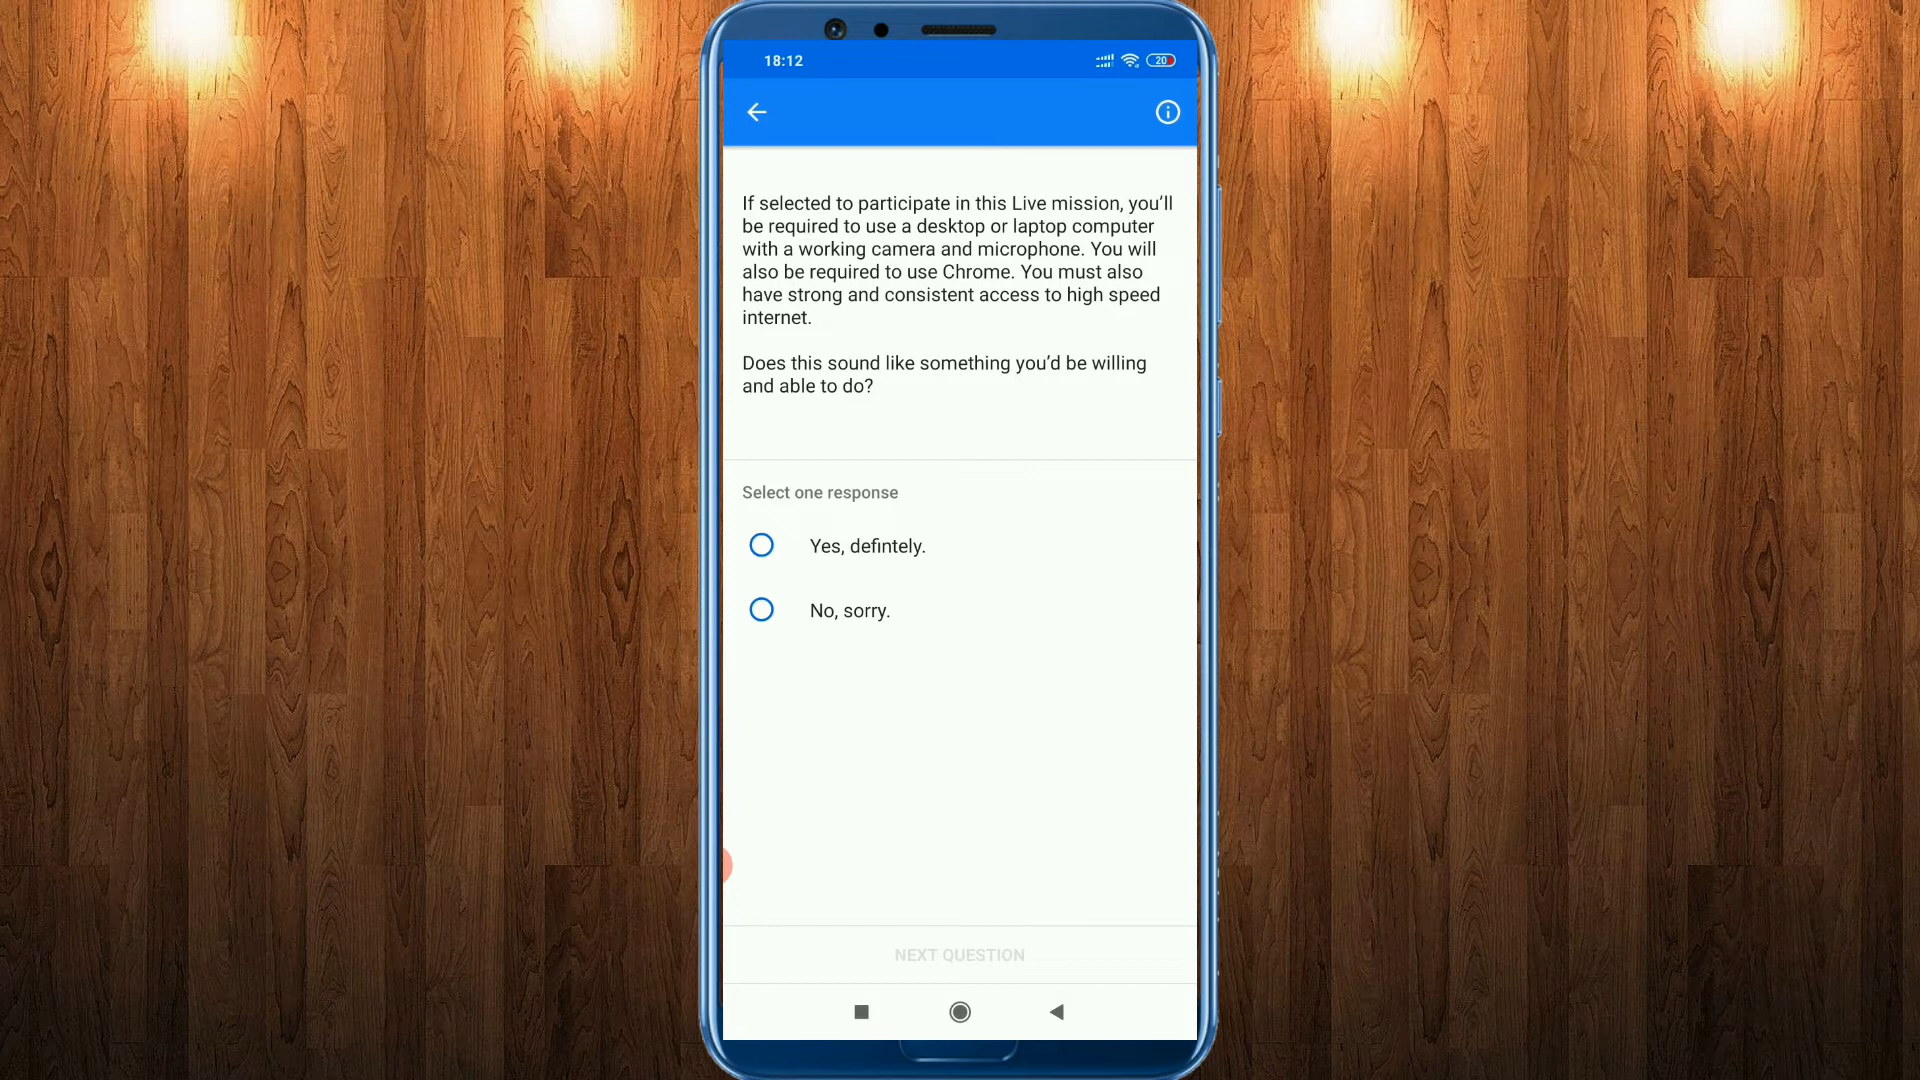 18:12
20
If selected to participate in this Live mission, you’ll
be required to use a desktop or laptop computer
with a working camera and microphone. You will
also be required to use Chrome. You must also
have strong and consistent access to high speed
internet.
Does this sound like something you’d be willing
and able to do?
Select one response
Yes, defintely.
No, sorry.
NEXT QUESTION